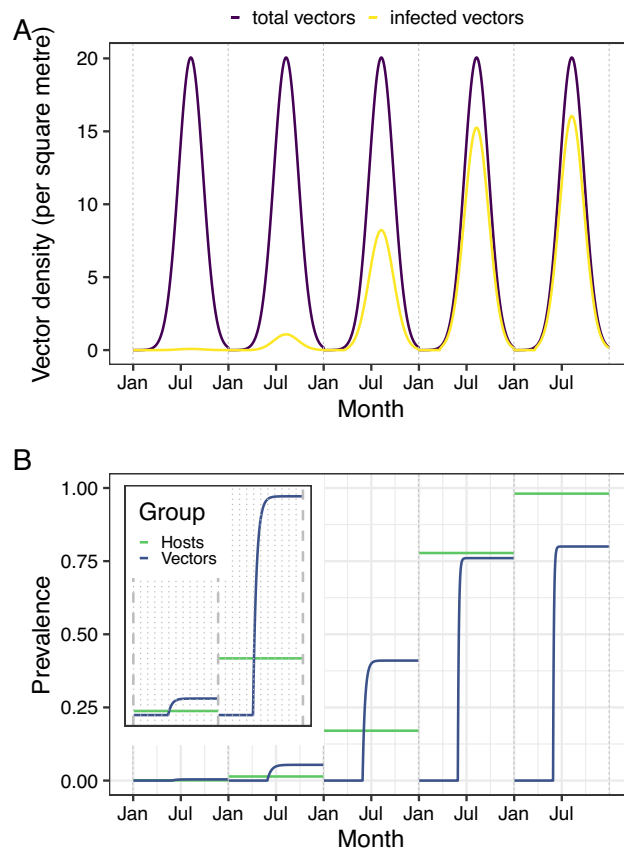 A
total vectors infected vectors
Vector density (per square metre)
20
15
10
5
0
Jan Jul Jan Jul Jan Jul Jan Jul Jan Jul
Month
B
Prevalence
1.00
0.75
0.50
0.25
0.00
Group
Hosts
Vectors
Jan Jul Jan Jul Jan Jul Jan Jul Jan Jul
Month